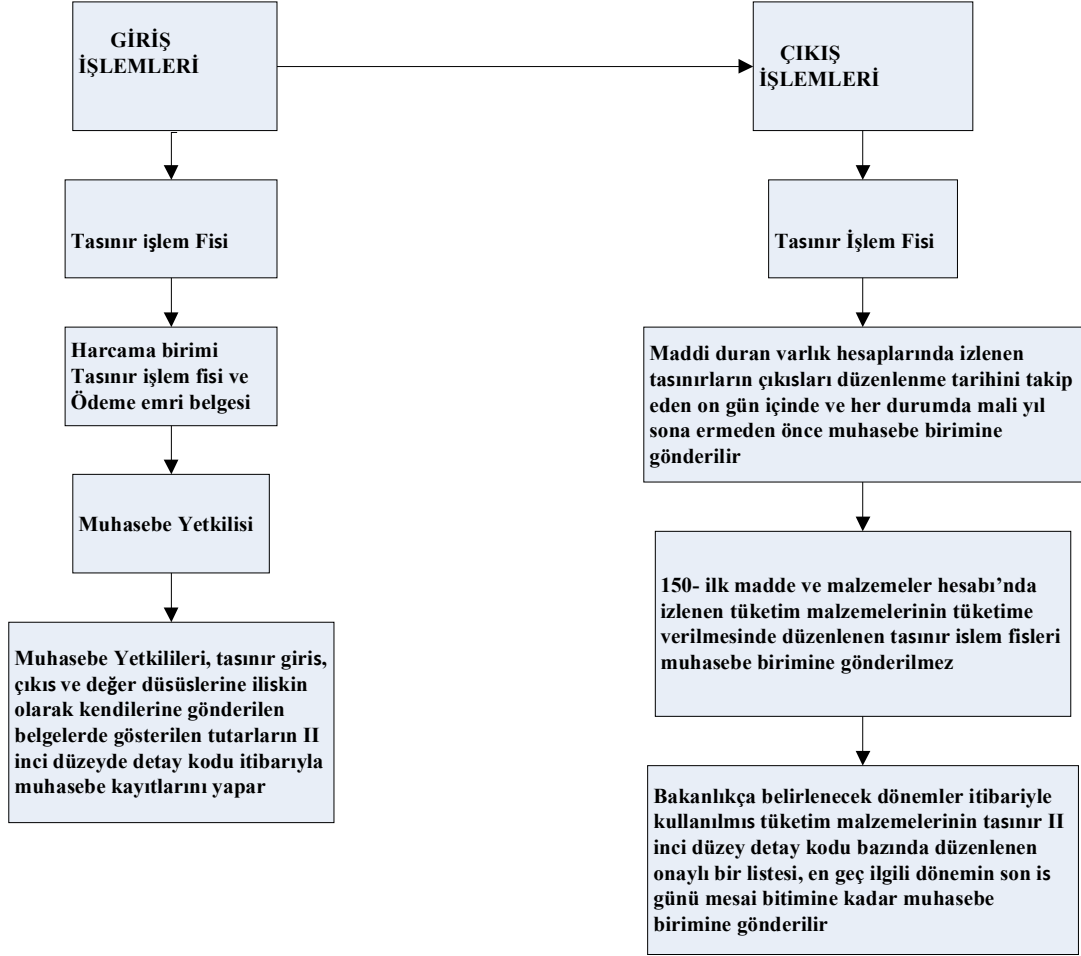 GİRİŞ
İŞLEMLERİ
Tasınır işlem Fisi
Harcama birimi
Tasınır işlem fisi ve
Ödeme emri belgesi
Muhasebe Yetkilisi
Muhasebe Yetkilileri, tasınır giris,
çıkıs ve değer düsüslerine iliskin
olarak kendilerine gönderilen
belgelerde gösterilen tutarların II
inci düzeyde detay kodu itibarıyla
muhasebe kayıtlarını yapar
ÇIKIŞ
İŞLEMLERİ
Tasınır İşlem Fisi
Maddi duran varlık hesaplarında izlenen
tasınırların çıkısları düzenlenme tarihini takip
eden on gün içinde ve her durumda mali yıl
sona ermeden önce muhasebe birimine
gönderilir
150- ilk madde ve malzemeler hesabı’nda
izlenen tüketim malzemelerinin tüketime
verilmesinde düzenlenen tasınır islem fisleri
muhasebe birimine gönderilmez
Bakanlıkça belirlenecek dönemler itibariyle
kullanılmıs tüketim malzemelerinin tasınır II
inci düzey detay kodu bazında düzenlenen
onaylı bir listesi, en geç ilgili dönemin son is
günü mesai bitimine kadar muhasebe
birimine gönderilir